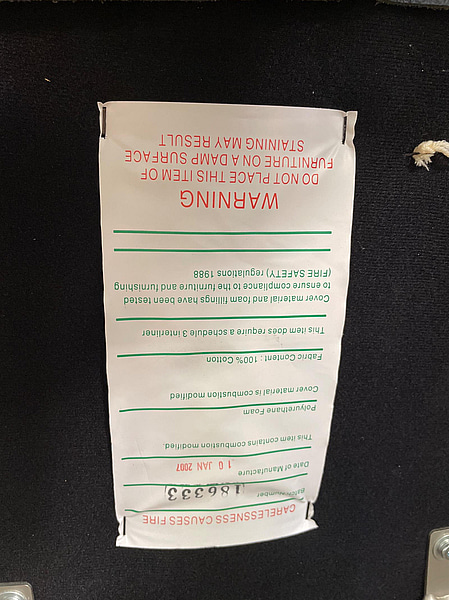 CARELESSNESS CAUSES FIRE
Batch Number 186333
Date of Manufacture 10 JAN 2007
This item contains combustion modified.
Polyurethane Foam
Cover material is combustion modified
Fabric Content : 100% Cotton
This item does require a schedule 3 interliner
Cover material and foam fillings have been tested
to ensure compliance to the furniture and furnishing
(FIRE SAFETY) regulations 1988
WARNING
DO NOT PLACE THIS ITEM OF
FURNITURE ON A DAMP SURFACE
STAINING MAY RESULT